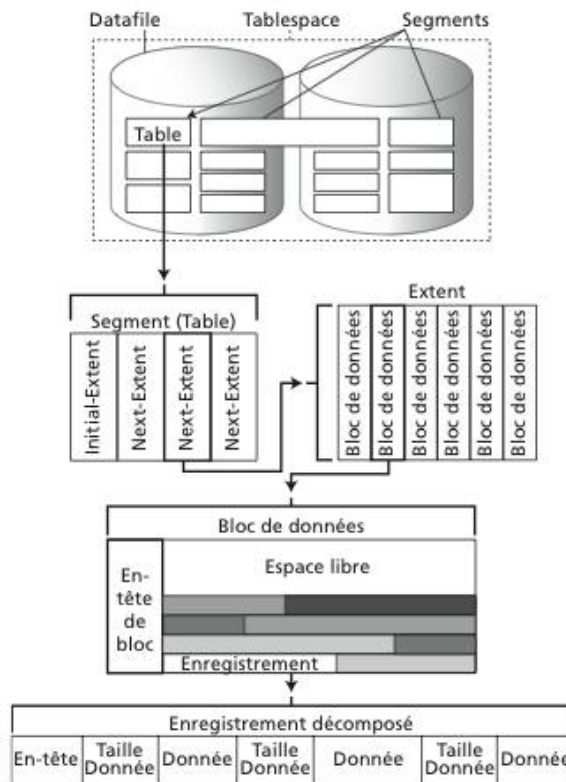 Datafile Tablespace Segments
Table
Extent
Segment (Table)
Initial-Extent
Next-Extent
Next-Extent
Next-Extent
Bloc de données
Bloc de données
Bloc de données
Bloc de données
Bloc de données
Bloc de données
Bloc de données
En-
tête
de
bloc
Espace libre
Enregistrement
Enregistrement décomposé
En-tête
Taille
Donnée
Donnée
Taille
Donnée
Donnée
Taille
Donnée
Donnée